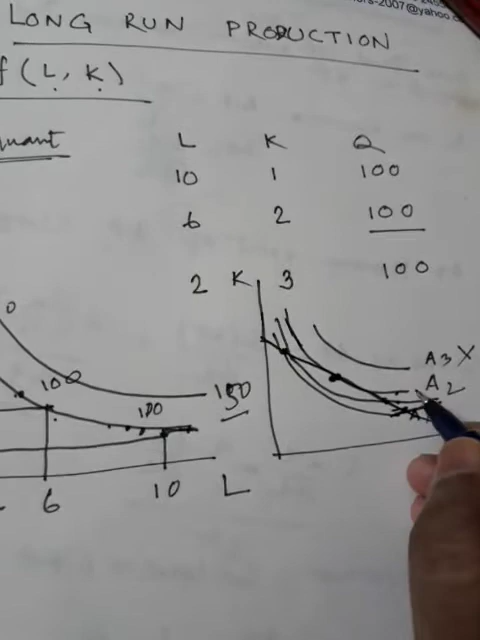 LONG RUN PRODUCTION
f (L, K)
L K Q
10 1 100
6 2 100
2 3 100
K
100
100
150
6 10 L
A3 X
A2